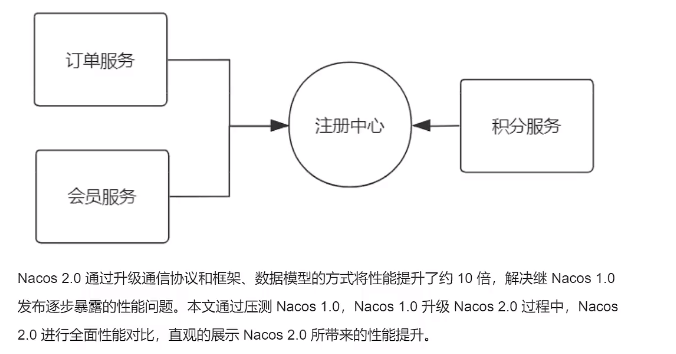 订单服务
注册中心
积分服务
会员服务
Nacos 2.0 通过升级通信协议和框架、数据模型的方式将性能提升了约 10 倍，解决继 Nacos 1.0
发布逐步暴露的性能问题。本文通过压测 Nacos 1.0，Nacos 1.0 升级 Nacos 2.0 过程中，Nacos
2.0 进行全面性能对比，直观的展示 Nacos 2.0 所带来的性能提升。